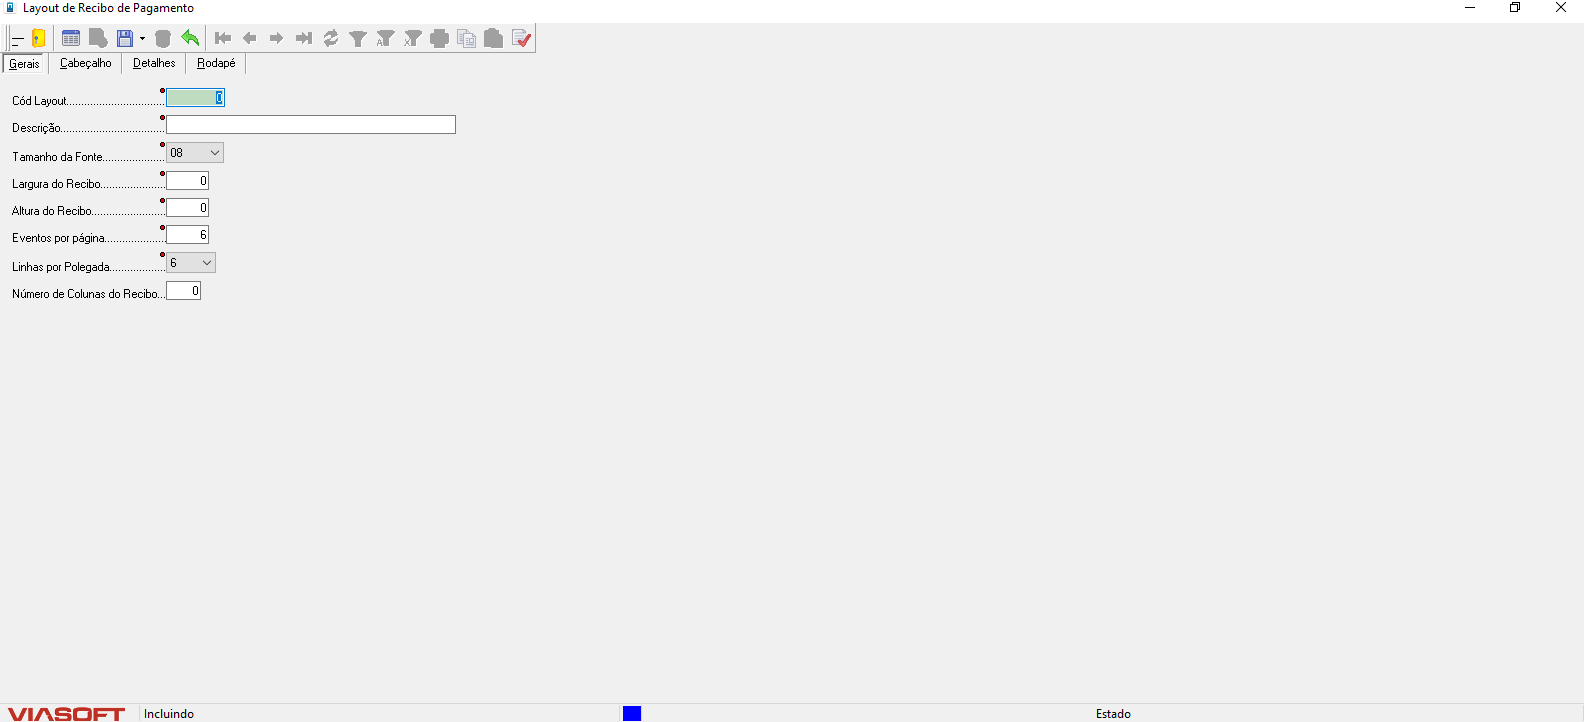 Layout de Recibo de Pagamento
Gerais Cabeçalho Detalhes Rodapé
Cód Layout................................ 0
Descrição..................................
Tamanho da Fonte.................... 08
Largura do Recibo..................... 0
Altura do Recibo........................ 0
Eventos por página.................... 6
Linhas por Polegada.................. 6
Número de Colunas do Recibo... 0
VIASOFT Incluindo Estado